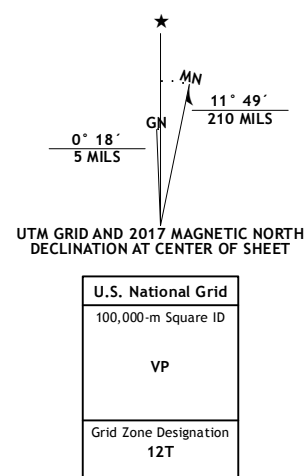 MN
11° 49´
210 MILS
GN
0° 18´
5 MILS
UTM GRID AND 2017 MAGNETIC NORTH
DECLINATION AT CENTER OF SHEET
U.S. National Grid
100,000-m Square ID
VP
Grid Zone Designation
12T